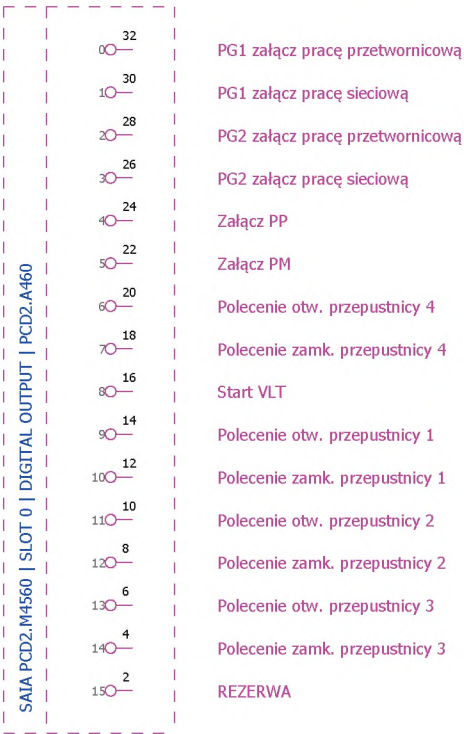 32
0 PG1 załącz pracę przetwornicową
30
1 PG1 załącz pracę sieciową
28
2 PG2 załącz pracę przetwornicową
26
3 PG2 załącz pracę sieciową
24
4 Załącz PP
22
5 Załącz PM
20
6 Polecenie otw. przepustnicy 4
18
7 Polecenie zamk. przepustnicy 4
16
8 Start VLT
14
9 Polecenie otw. przepustnicy 1
12
10 Polecenie zamk. przepustnicy 1
10
11 Polecenie otw. przepustnicy 2
8
12 Polecenie zamk. przepustnicy 2
6
13 Polecenie otw. przepustnicy 3
4
14 Polecenie zamk. przepustnicy 3
2
15 REZERWA
SAIA PCD2.M4560 | SLOT 0 | DIGITAL OUTPUT | PCD2.A460